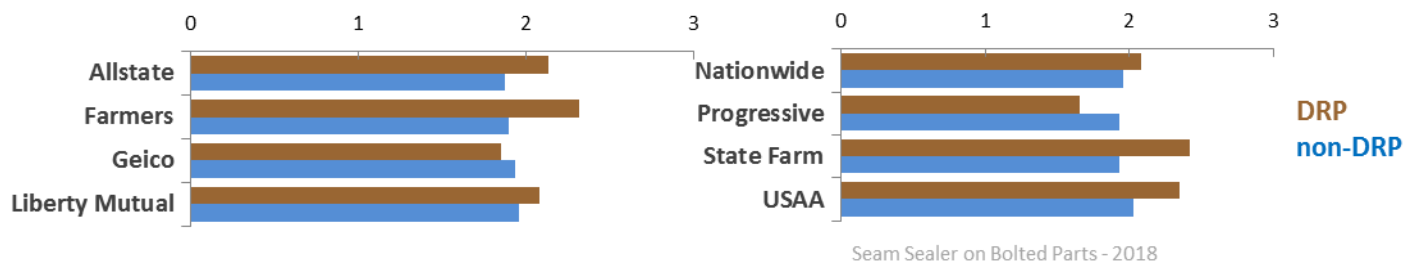 0 1 2 3
Allstate
Farmers
Geico
Liberty Mutual
0 1 2 3
Nationwide
Progressive
State Farm
USAA
DRP
non-DRP
Seam Sealer on Bolted Parts - 2018